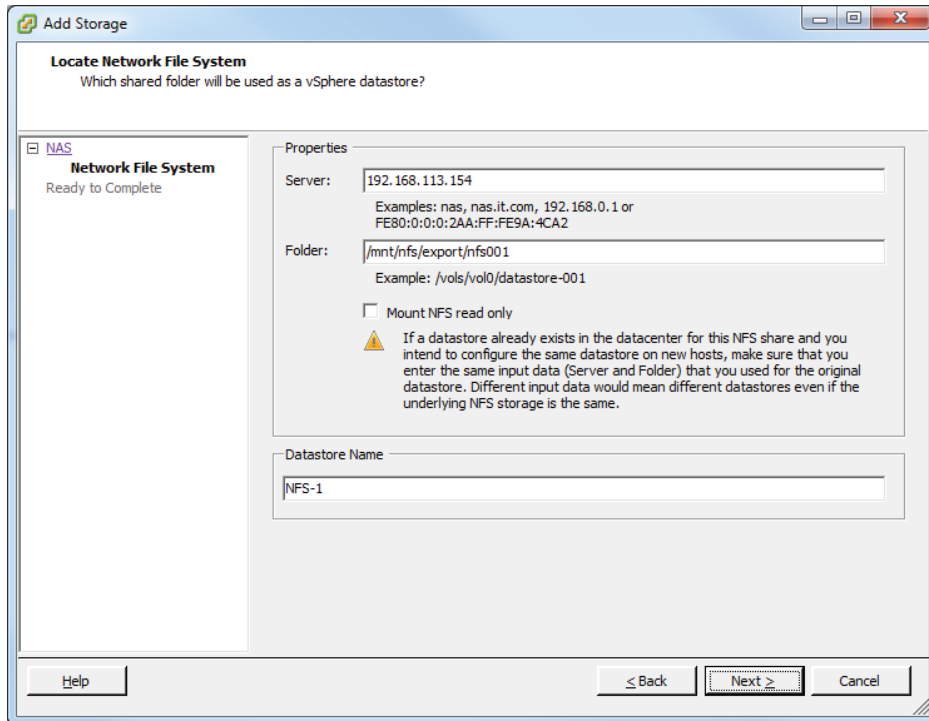 Add Storage
Locate Network File System
Which shared folder will be used as a vSphere datastore?
NAS
Network File System
Ready to Complete
Properties
Server:
192.168.113.154
Examples: nas, nas.it.com, 192.168.0.1 or
FE80:0:0:0:2AA:FF:FE9A:4CA2
Folder:
/mnt/nfs/export/nfs001
Example: /vols/vol0/datastore-001
Mount NFS read only
If a datastore already exists in the datacenter for this NFS share and you
intend to configure the same datastore on new hosts, make sure that you
enter the same input data (Server and Folder) that you used for the original
datastore. Different input data would mean different datastores even if the
underlying NFS storage is the same.
Datastore Name
NFS-1
Help
< Back
Next >
Cancel